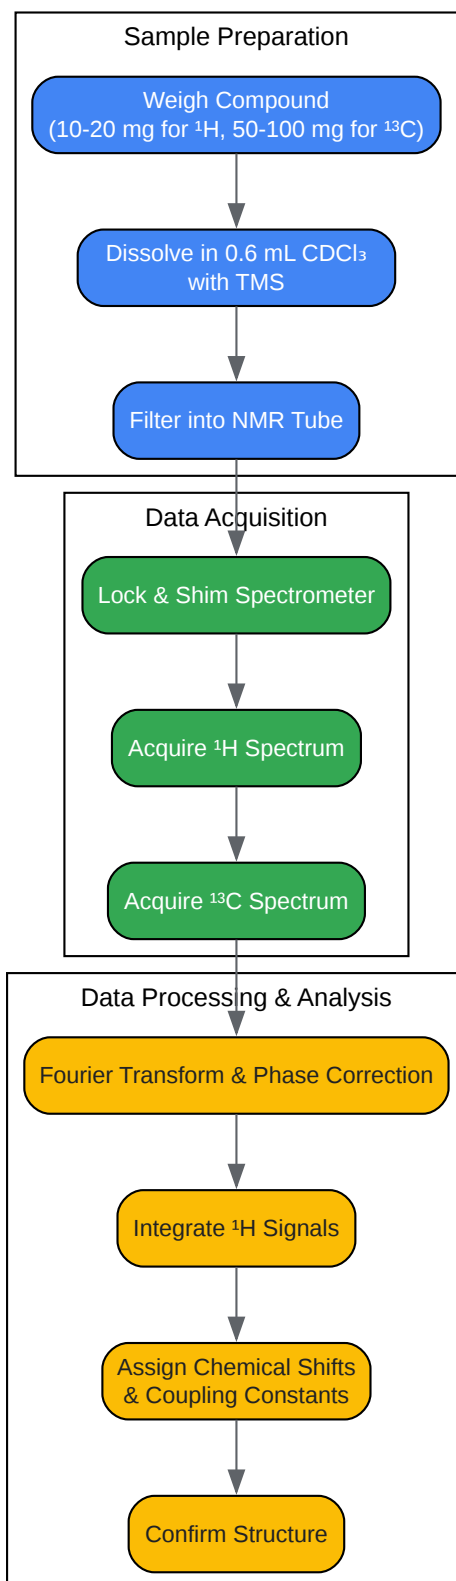 Sample Preparation
Weigh Compound
(10-20 mg for ¹H, 50-100 mg for ¹³C)
Dissolve in 0.6 mL CDCl₃
with TMS
Filter into NMR Tube
Data Acquisition
Lock & Shim Spectrometer
Acquire ¹H Spectrum
Acquire ¹³C Spectrum
Data Processing & Analysis
Fourier Transform & Phase Correction
Integrate ¹H Signals
Assign Chemical Shifts
& Coupling Constants
Confirm Structure